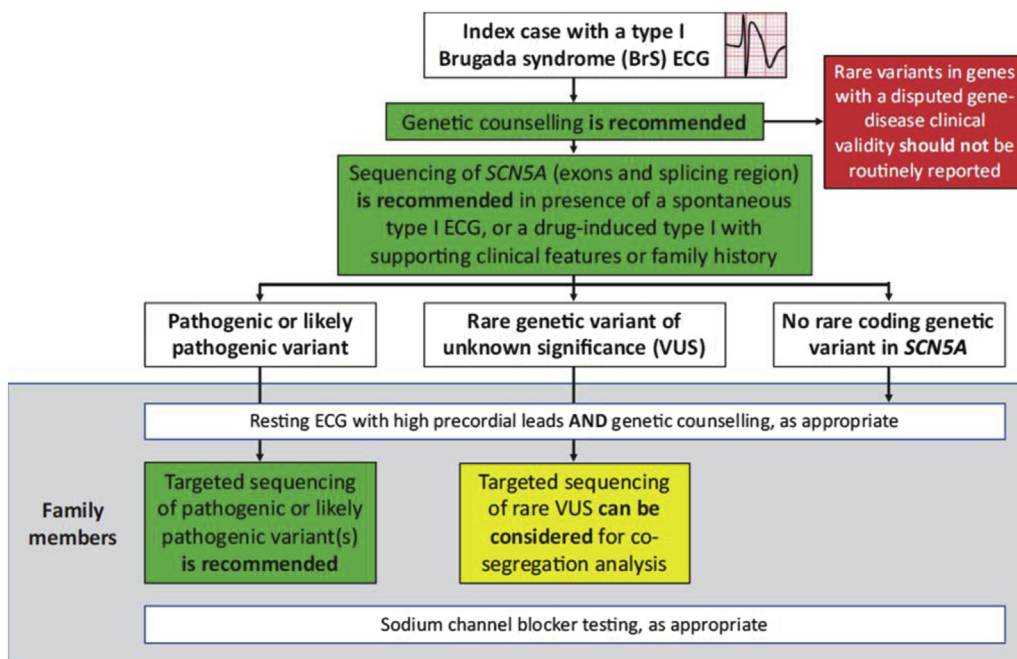 Index case with a type I
Brugada syndrome (BrS) ECG
Rare variants in genes
with a disputed gene-
disease clinical
validity should not be
routinely reported
Genetic counselling is recommended
Sequencing of SCN5A (exons and splicing region)
is recommended in presence of a spontaneous
type I ECG, or a drug-induced type I with
supporting clinical features or family history
Pathogenic or likely
pathogenic variant
Rare genetic variant of
unknown significance (VUS)
No rare coding genetic
variant in SCN5A
Resting ECG with high precordial leads AND genetic counselling, as appropriate
Family
members
Targeted sequencing
of pathogenic or likely
pathogenic variant(s)
is recommended
Targeted sequencing
of rare VUS can be
considered for co-
segregation analysis
Sodium channel blocker testing, as appropriate